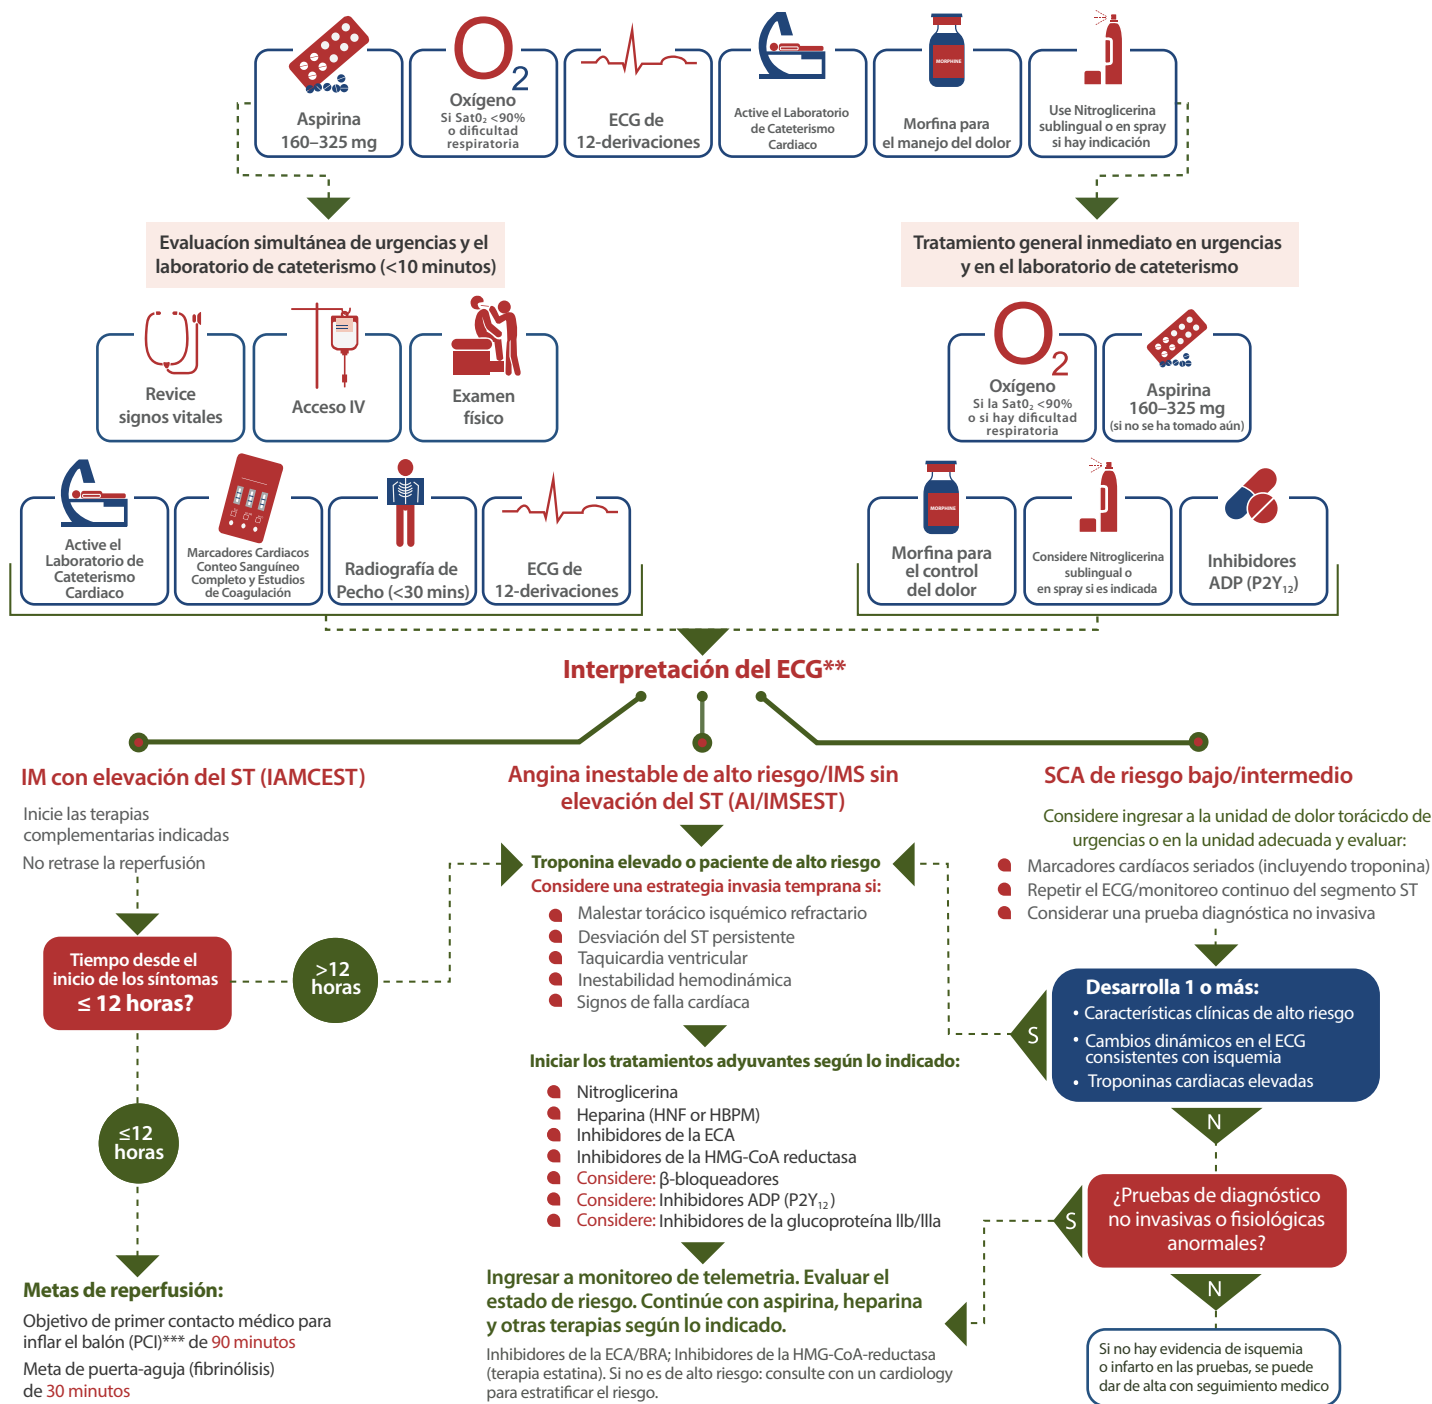 Aspirina
160–325 mg
O2
Oxígeno
Si SatO₂ <90%
o dificultad
respiratoria
ECG de
12-derivaciones
Active el Laboratorio
de Cateterismo
Cardiaco
MORPHINE
Morfina para
el manejo del dolor
Use Nitroglicerina
sublingual o en spray
si hay indicación
Evaluacíon simultánea de urgencias y el
laboratorio de cateterismo (<10 minutos)
Revice
signos vitales
Acceso IV
Examen
físico
Active el
Laboratorio de
Cateterismo
Cardiaco
Marcadores Cardiacos
Conteo Sanguíneo
Completo y Estudios
de Coagulación
Radiografía de
Pecho (<30 mins)
ECG de
12-derivaciones
Tratamiento general inmediato en urgencias
y en el laboratorio de cateterismo
O2
Oxígeno
Si la SatO₂ <90%
o si hay dificultad
respiratoria
Aspirina
160–325 mg
(si no se ha tomado aún)
MORPHINE
Morfina para
el control
del dolor
Considere Nitroglicerina
sublingual o
en spray si es indicada
Inhibidores
ADP (P2Y₁₂)
Interpretación del ECG**
IM con elevación del ST (IAMCEST)
Inicie las terapias
complementarias indicadas
No retrase la reperfusión
Tiempo desde el
inicio de los síntomas
≤ 12 horas?
>12
horas
≤12
horas
Metas de reperfusión:
Objetivo de primer contacto médico para
inflar el balón (PCI)*** de 90 minutos
Meta de puerta-aguja (fibrinólisis)
de 30 minutos
Angina inestable de alto riesgo/IMS sin
elevación del ST (AI/IMSEST)
Troponina elevado o paciente de alto riesgo
Considere una estrategia invasia temprana si:
Malestar torácico isquémico refractario
Desviación del ST persistente
Taquicardia ventricular
Inestabilidad hemodinámica
Signos de falla cardíaca
Iniciar los tratamientos adyuvantes según lo indicado:
Nitroglicerina
Heparina (HNF or HBPM)
Inhibidores de la ECA
Inhibidores de la HMG-CoA reductasa
Considere: β-bloqueadores
Considere: Inhibidores ADP (P2Y₁₂)
Considere: Inhibidores de la glucoproteína llb/llla
Ingresar a monitoreo de telemetria. Evaluar el
estado de riesgo. Continúe con aspirina, heparina
y otras terapias según lo indicado.
Inhibidores de la ECA/BRA; Inhibidores de la HMG-CoA-reductasa
(terapia estatina). Si no es de alto riesgo: consulte con un cardiology
para estratificar el riesgo.
SCA de riesgo bajo/intermedio
Considere ingresar a la unidad de dolor torácicdo de
urgencias o en la unidad adecuada y evaluar:
Marcadores cardíacos seriados (incluyendo troponina)
Repetir el ECG/monitoreo continuo del segmento ST
Considerar una prueba diagnóstica no invasiva
Desarrolla 1 o más:
• Características clínicas de alto riesgo
• Cambios dinámicos en el ECG
consistentes con isquemia
• Troponinas cardiacas elevadas
S
N
¿Pruebas de diagnóstico
no invasivas o fisiológicas
anormales?
S
N
Si no hay evidencia de isquemia
o infarto en las pruebas, se puede
dar de alta con seguimiento medico